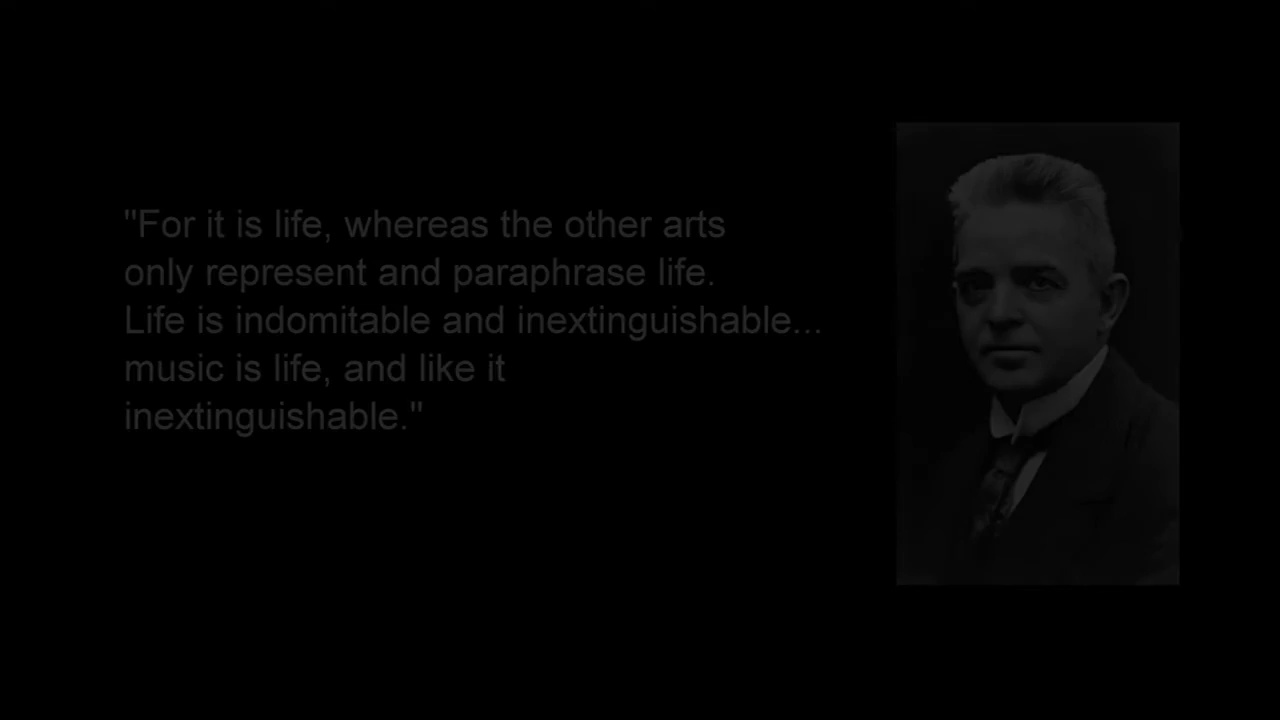 "For it is life, whereas the other arts
only represent and paraphrase life.
Life is indomitable and inextinguishable...
music is life, and like it
inextinguishable."